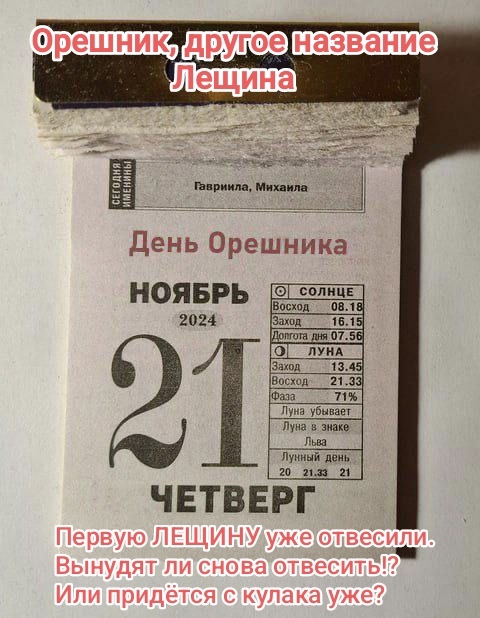 Орешник, другое название
Лещина
СЕГОДНЯ
ИМЕНИНЫ
Гавриила, Михаила
День Орешника
НОЯБРЬ
2024
21
ЧЕТВЕРГ
СОЛНЦЕ
Восход 08.18
Заход 16.15
Долгота дня 07.56
ЛУНА
Заход 13.45
Восход 21.33
Фаза 71%
Луна убывает
Луна в знаке
Льва
Лунный день
20 21.33 21
Первую ЛЕЩИНУ уже отвесили.
Вынудят ли снова отвесить!?
Или придётся с кулака уже?